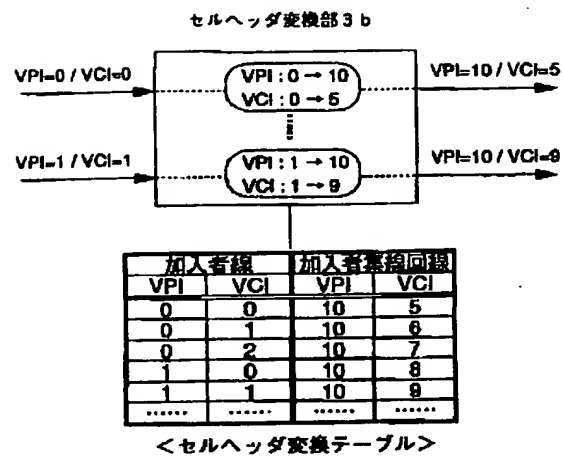 セルヘッダ変換部3b
VPI=0 / VCI=0
VPI : 0 → 10
VCI : 0 → 5
VPI=10 / VCI=5
VPI=1 / VCI=1
VPI : 1 → 10
VCI : 1 → 9
VPI=10 / VCI=9
加入者線 加入者集線回線
VPI VCI VPI VCI
0 0 10 5
0 1 10 6
0 2 10 7
1 0 10 8
1 1 10 9
…… …… …… ……
<セルヘッダ変換テーブル>